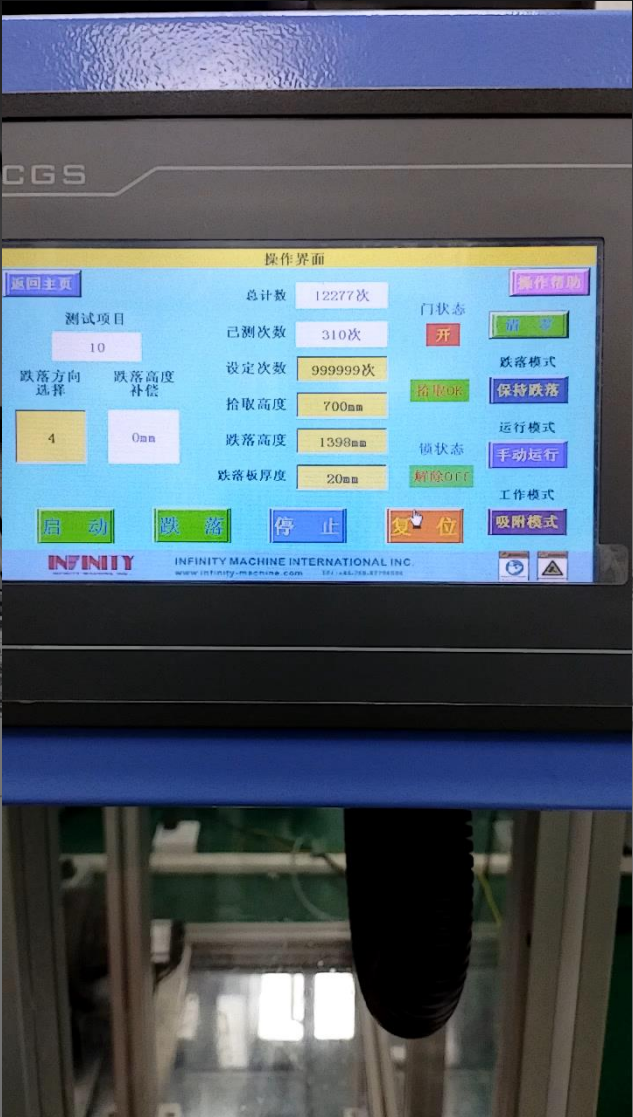 CGS
操作界面
返回主页
操作帮助
总计数
12277次
门状态
测试项目
已测次数
310次
开
清 零
10
跌落模式
跌落方向
选择
跌落高度
补偿
设定次数
999999次
拾取OK
保持跌落
拾取高度
700mm
运行模式
4
0mm
跌落高度
1398mm
锁状态
手动运行
跌落板厚度
20mm
解除OFF
工作模式
启 动
跌 落
停 止
复 位
吸附模式
INFINITY
INFINITY MACHINE INTERNATIONAL INC.
www.infinity-machine.com